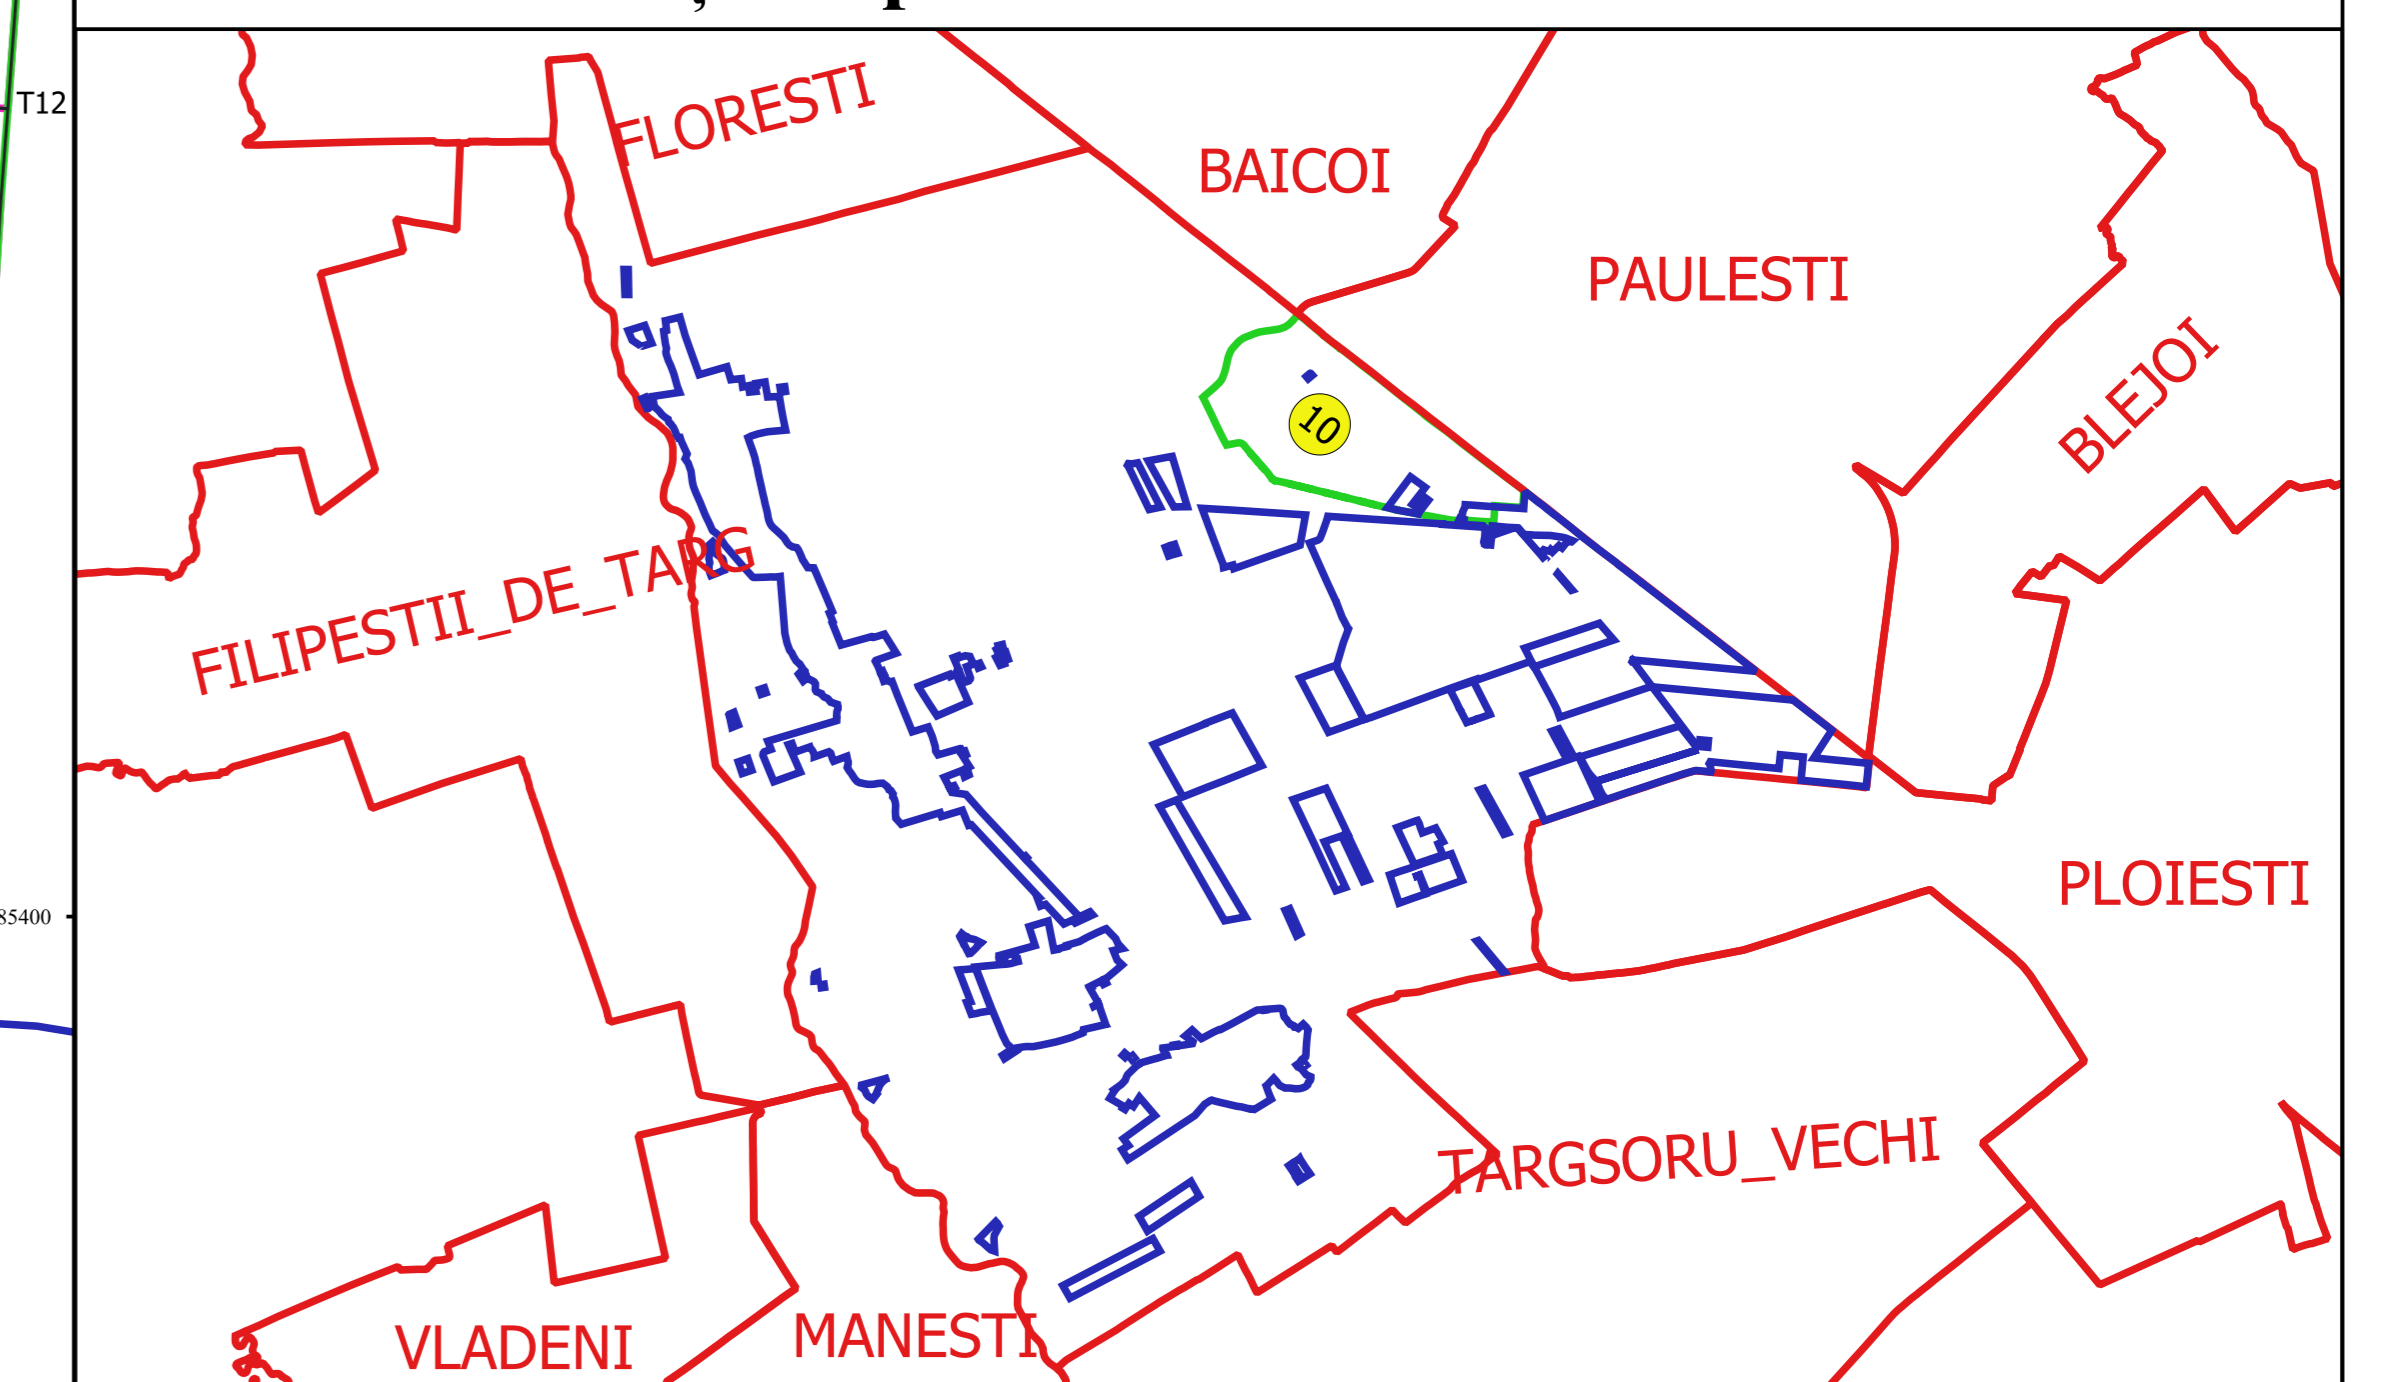 T12
FLORESTI
BAICOI
PAULESTI
BLEJOI
10
FILIPESTII_DE_TARG
PLOIESTI
85400
TARGSORU_VECHI
MANESTI
VLADENI